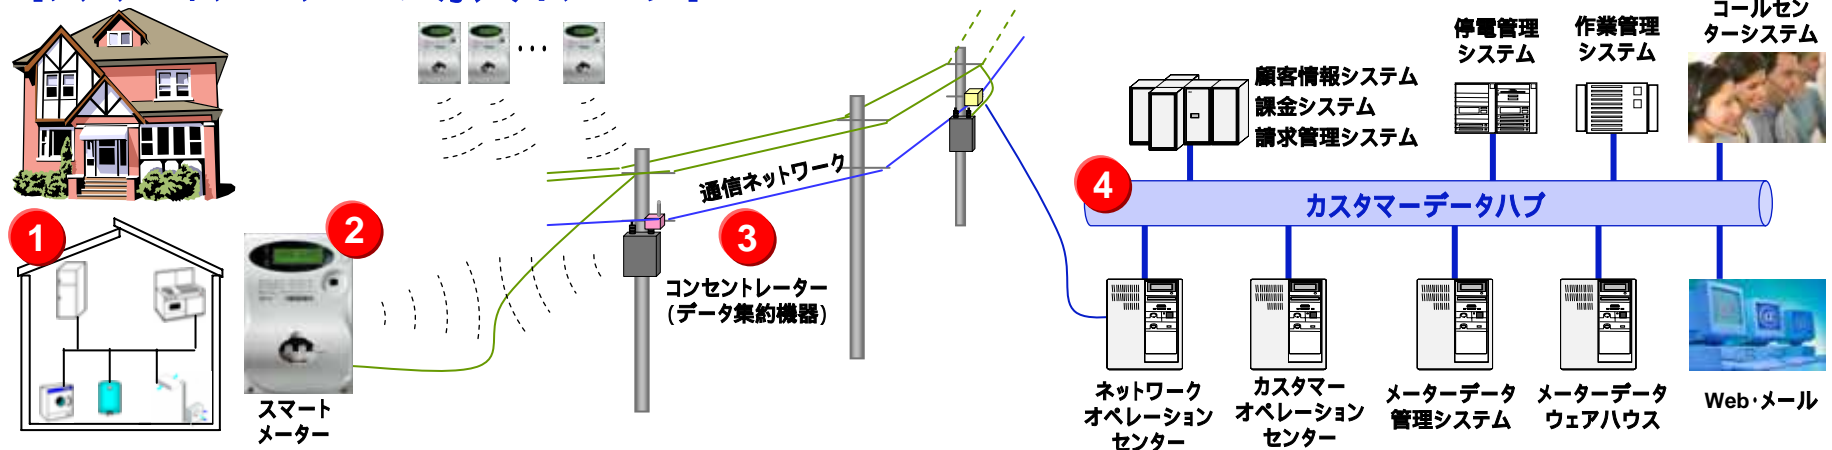 停電管理
システム
作業管理
システム
コールセン
ターシステム
顧客情報システム
課金システム
請求管理システム
通信ネットワーク
4
カスタマーデータハブ
1
2
3
コンセントレーター
(データ集約機器)
スマート
メーター
ネットワーク
オペレーション
センター
カスタマー
オペレーション
センター
メーターデータ
管理システム
メーターデータ
ウェアハウス
Web・メール